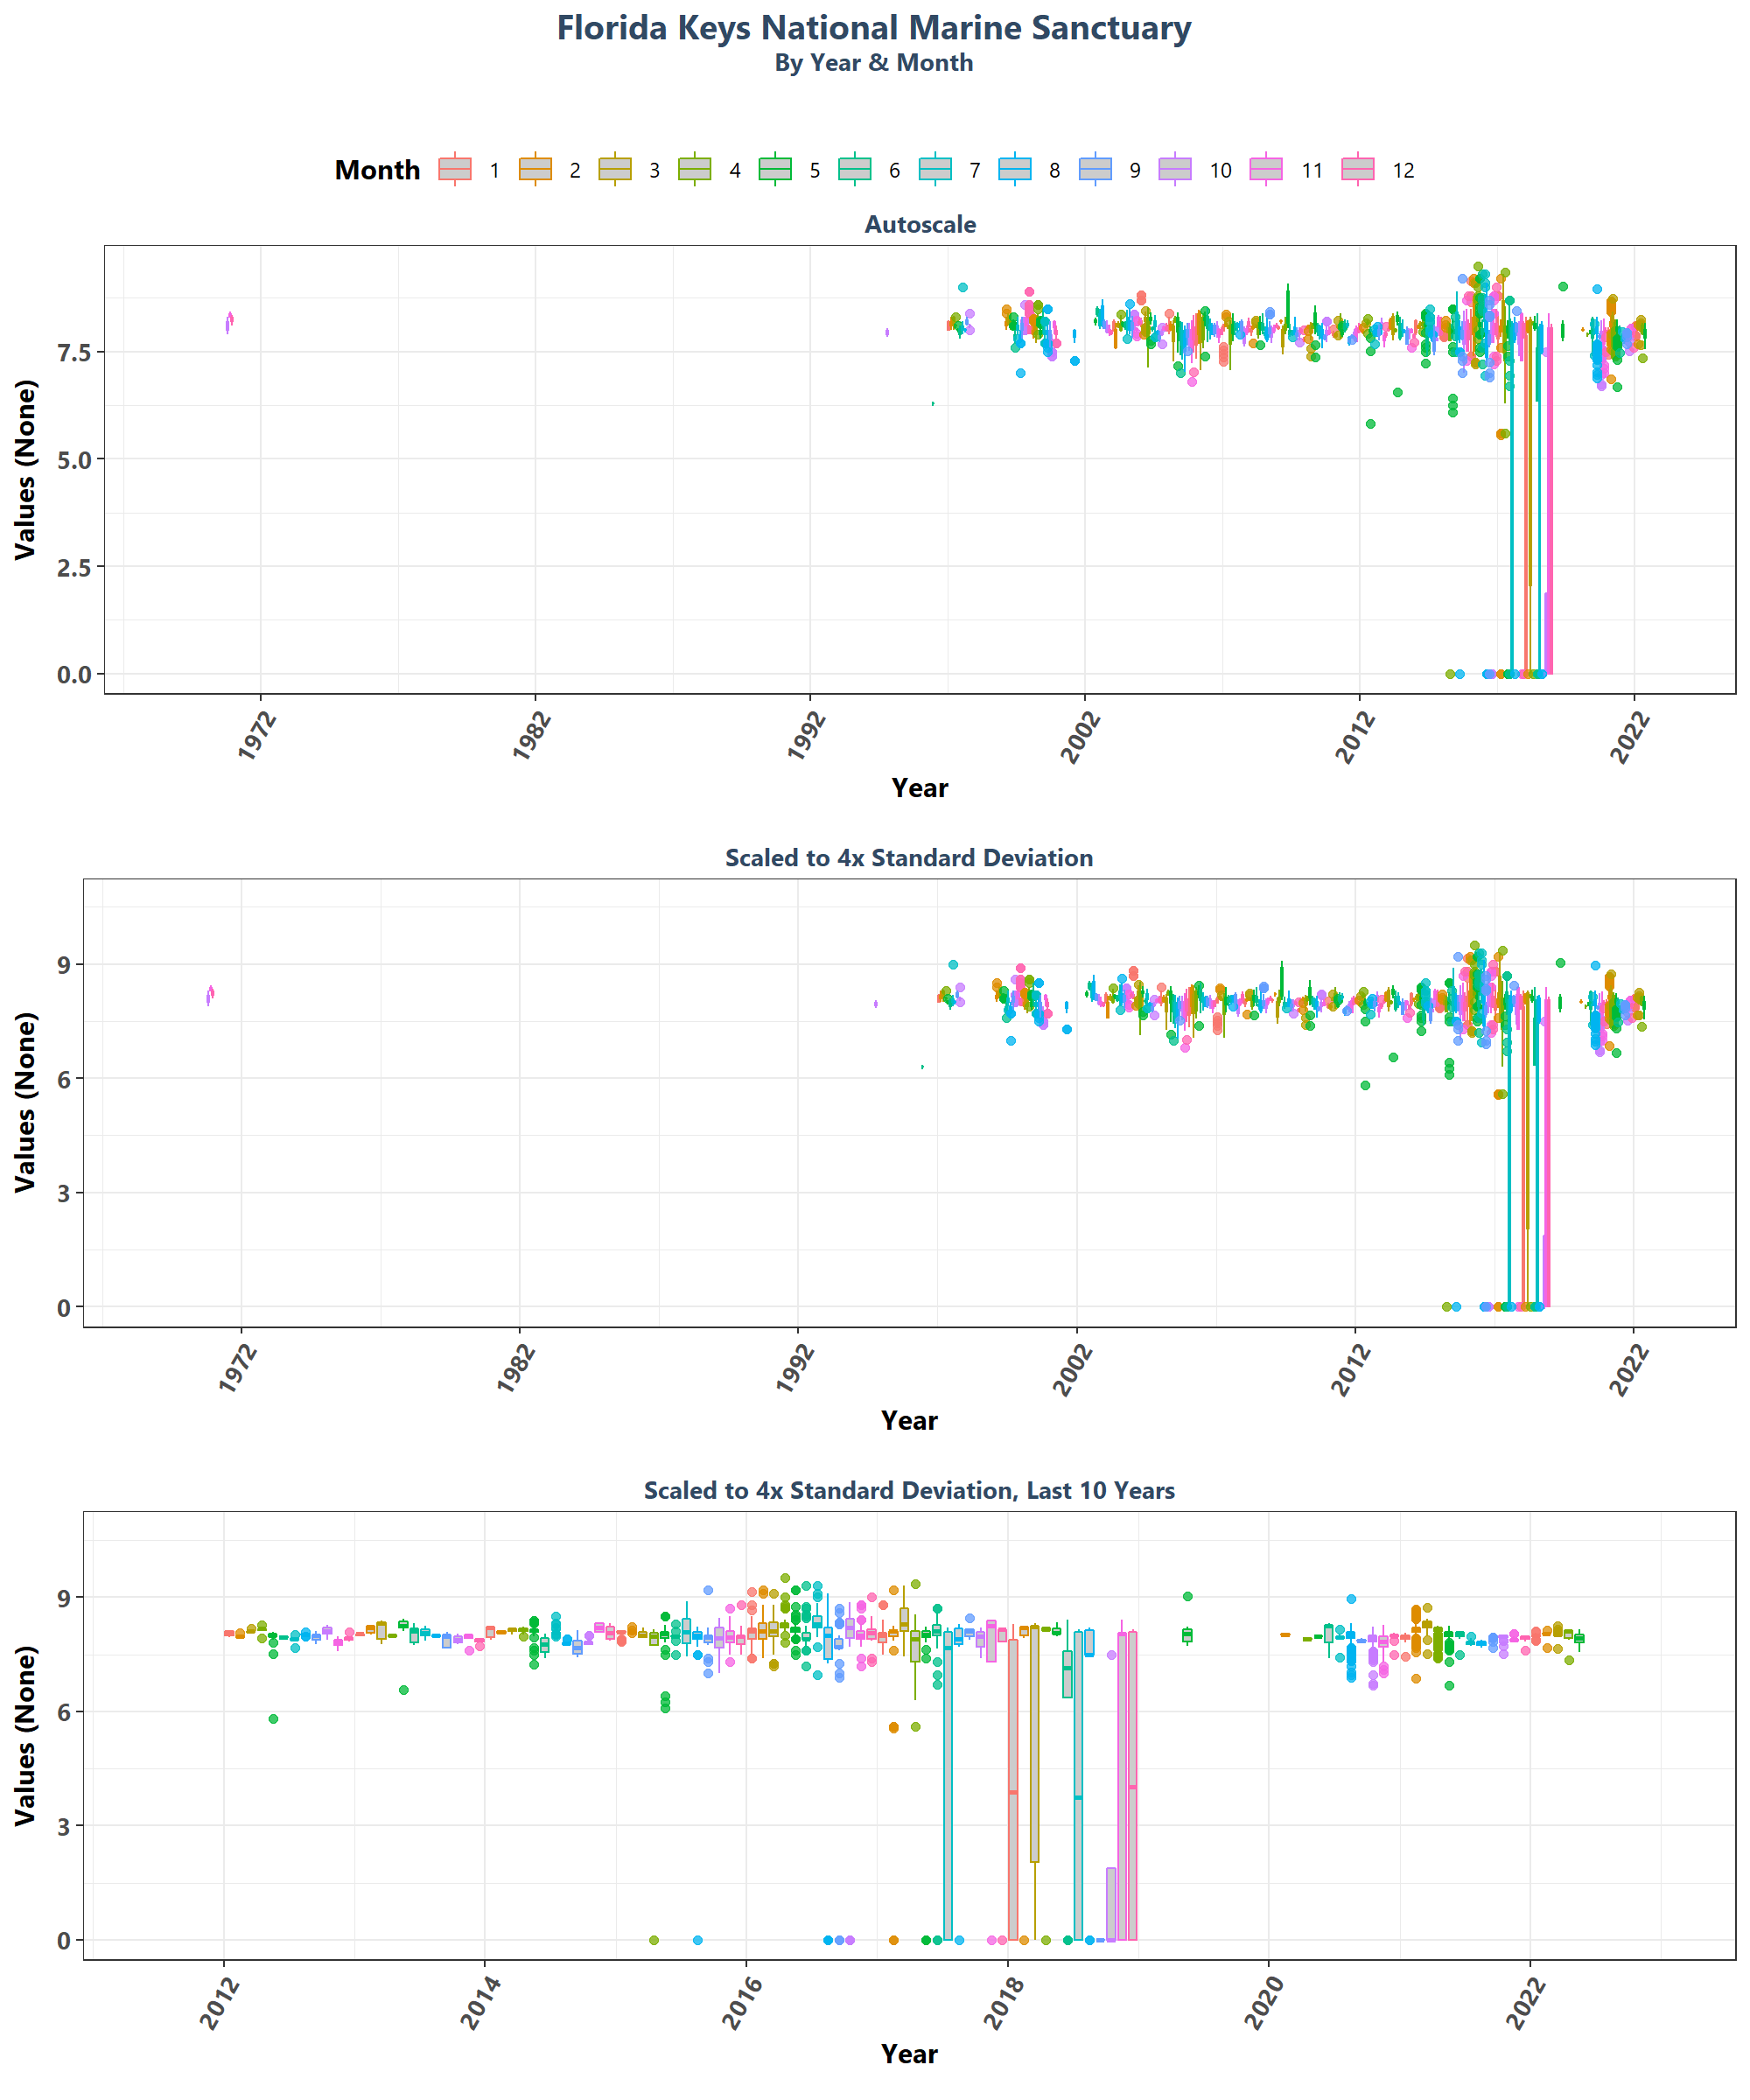 Florida Keys National Marine Sanctuary
By Year & Month
Month 1 2 3 4 5 6 7 8 9 10 11 12
Autoscale
Values (None)
7.5
5.0
2.5
0.0
1972 1982 1992 2002 2012 2022
Year
Scaled to 4x Standard Deviation
Values (None)
9
6
3
0
1972 1982 1992 2002 2012 2022
Year
Scaled to 4x Standard Deviation, Last 10 Years
Values (None)
9
6
3
0
2012 2014 2016 2018 2020 2022
Year